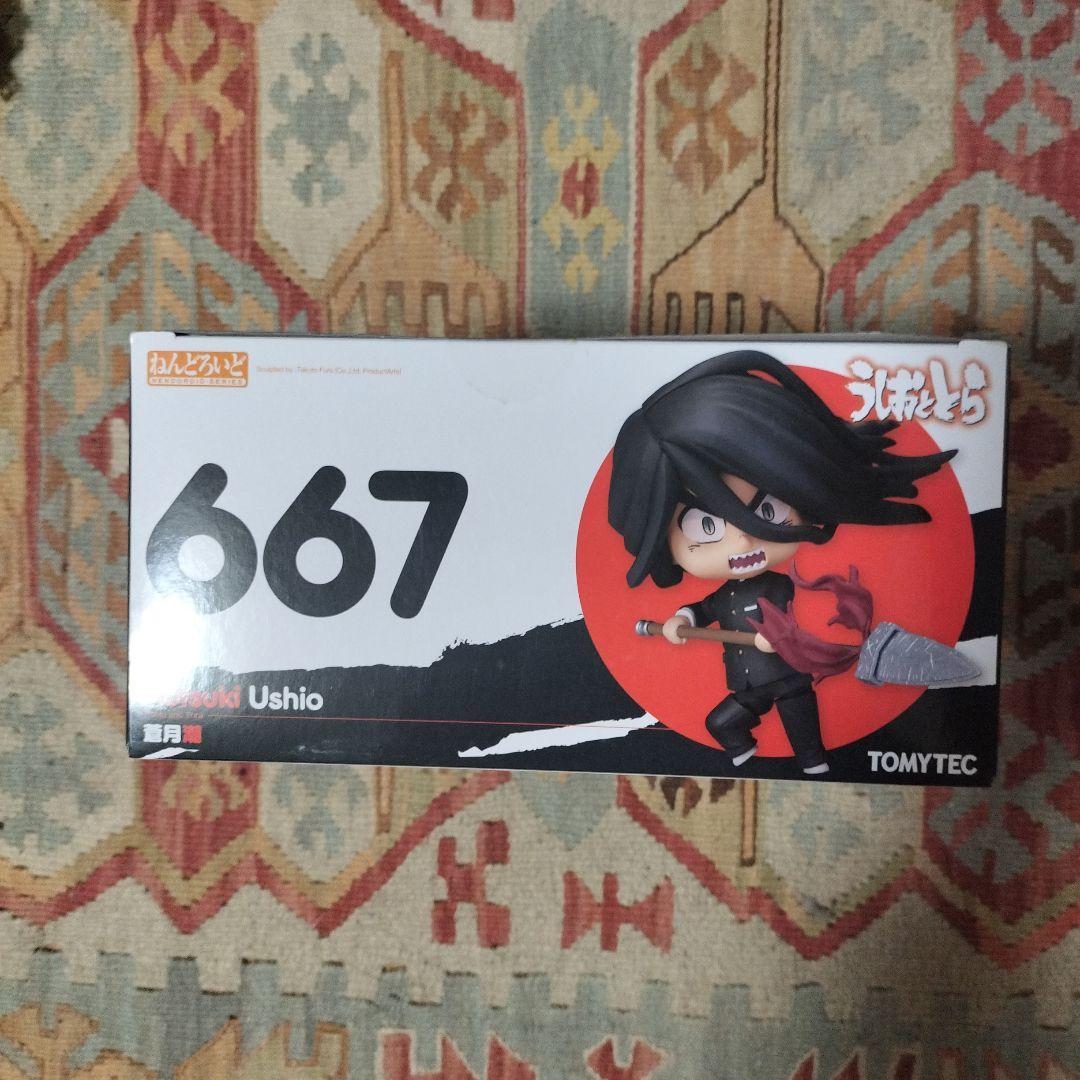 ねんどろいど
NENDOROID SERIES
Sculpted by :Takuto Fura (Co.,Ltd. ProductArts)
うしおととら
667
Ushio
蒼月潮
TOMYTEC